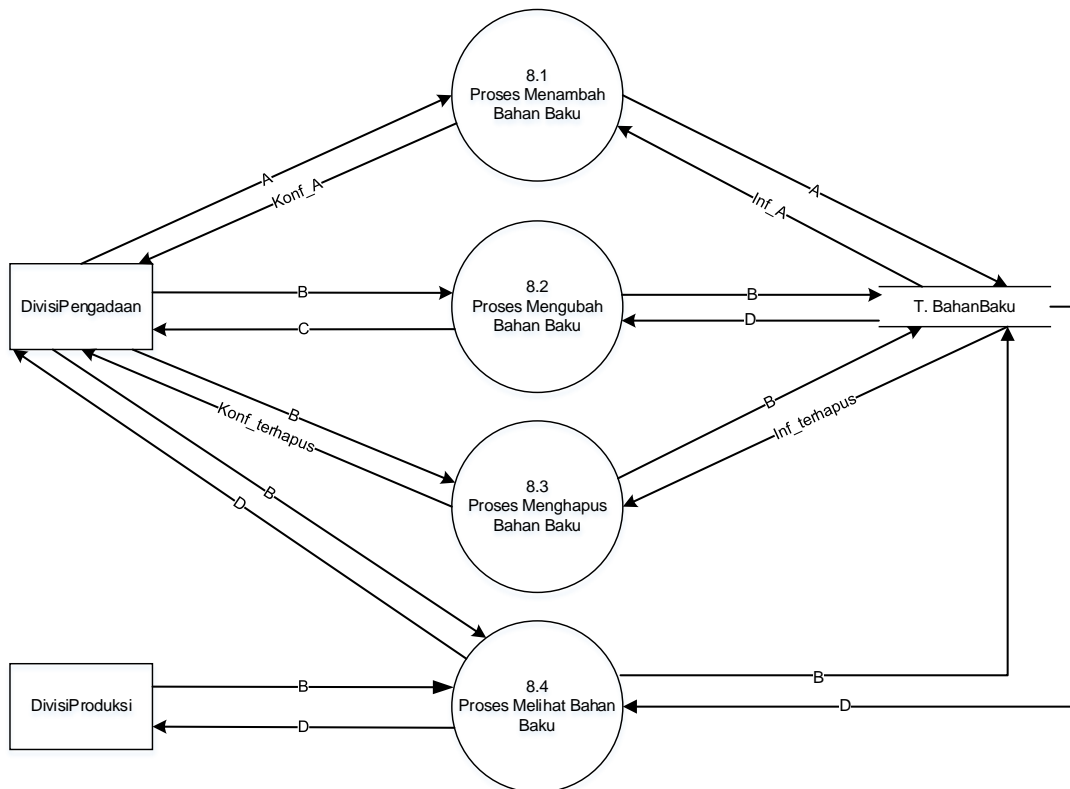 8.1
Proses Menambah
Bahan Baku
A
Konf_A
A
Inf_A
DivisiPengadaan
B
C
8.2
Proses Mengubah
Bahan Baku
B
D
T. BahanBaku
B
Konf_terhapus
B
Inf_terhapus
8.3
Proses Menghapus
Bahan Baku
B
D
8.4
Proses Melihat Bahan
Baku
DivisiProduksi
B
D
B
D